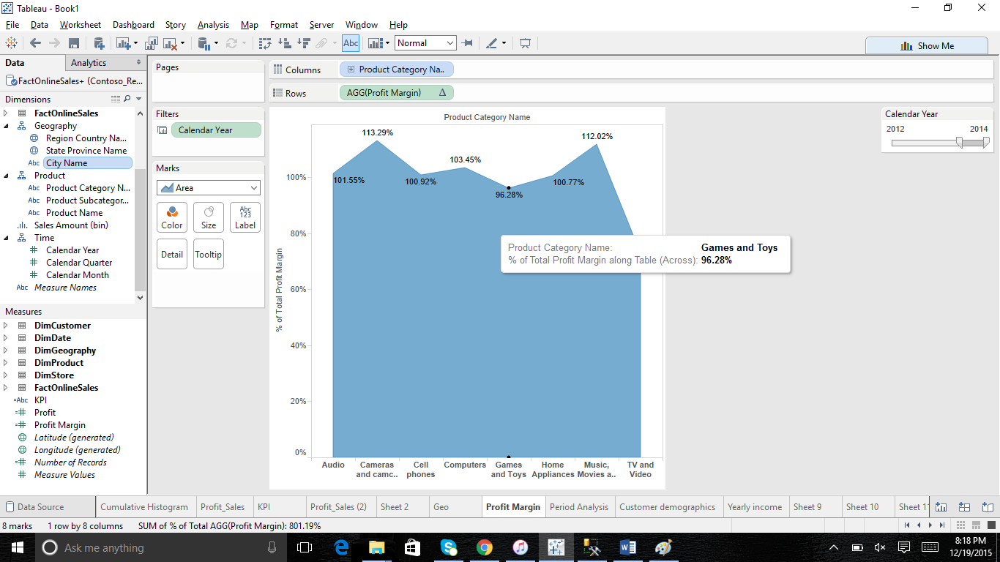 Tableau - Book1
File Data Worksheet Dashboard Story Analysis Map Format Server Window Help
Abc Normal Show Me
Data Analytics
FactOnlineSales+ (Contoso_Re...
Dimensions
FactOnlineSales
Geography
Region Country Na...
State Province Name
Abc City Name
Product
Abc Product Category N...
Abc Product Subcategor...
Abc Product Name
Sales Amount (bin)
Time
Calendar Year
Calendar Quarter
Calendar Month
Abc Measure Names
Measures
DimCustomer
DimDate
DimGeography
DimProduct
DimStore
FactOnlineSales
=Abc KPI
Profit
Profit Margin
Latitude (generated)
Longitude (generated)
Number of Records
Measure Values
Pages
Filters
Calendar Year
Marks
Area
Color Size Abc 123 Label
Detail Tooltip
Columns Product Category Na..
Rows AGG(Profit Margin) Δ
Product Category Name
113.29%
112.02%
103.45%
101.55%
100.92%
100.77%
96.28%
100%
80%
60%
40%
20%
0%
% of Total Profit Margin
Product Category Name: Games and Toys
% of Total Profit Margin along Table (Across): 96.28%
Audio Cameras and camc.. Cell phones Computers Games and Toys Home Appliances Music, Movies a.. TV and Video
Calendar Year
2012 2014
Data Source Cumulative Histogram Profit_Sales KPI Profit_Sales (2) Sheet 2 Geo Profit Margin Period Analysis Customer demographics Yearly income Sheet 9 Sheet 10 Sheet 11
8 marks 1 row by 8 columns SUM of % of Total AGG(Profit Margin): 801.19%
Ask me anything
8:18 PM
12/19/2015